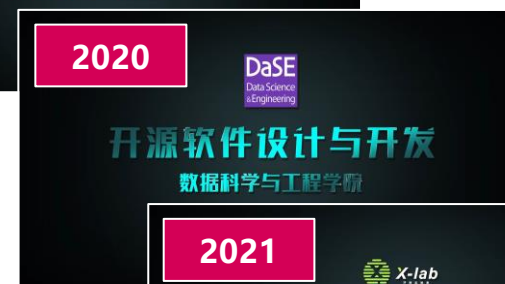 2020
DaSE
Data Science
&Engineering
开源软件设计与开发
数据科学与工程学院
2021
X-lab